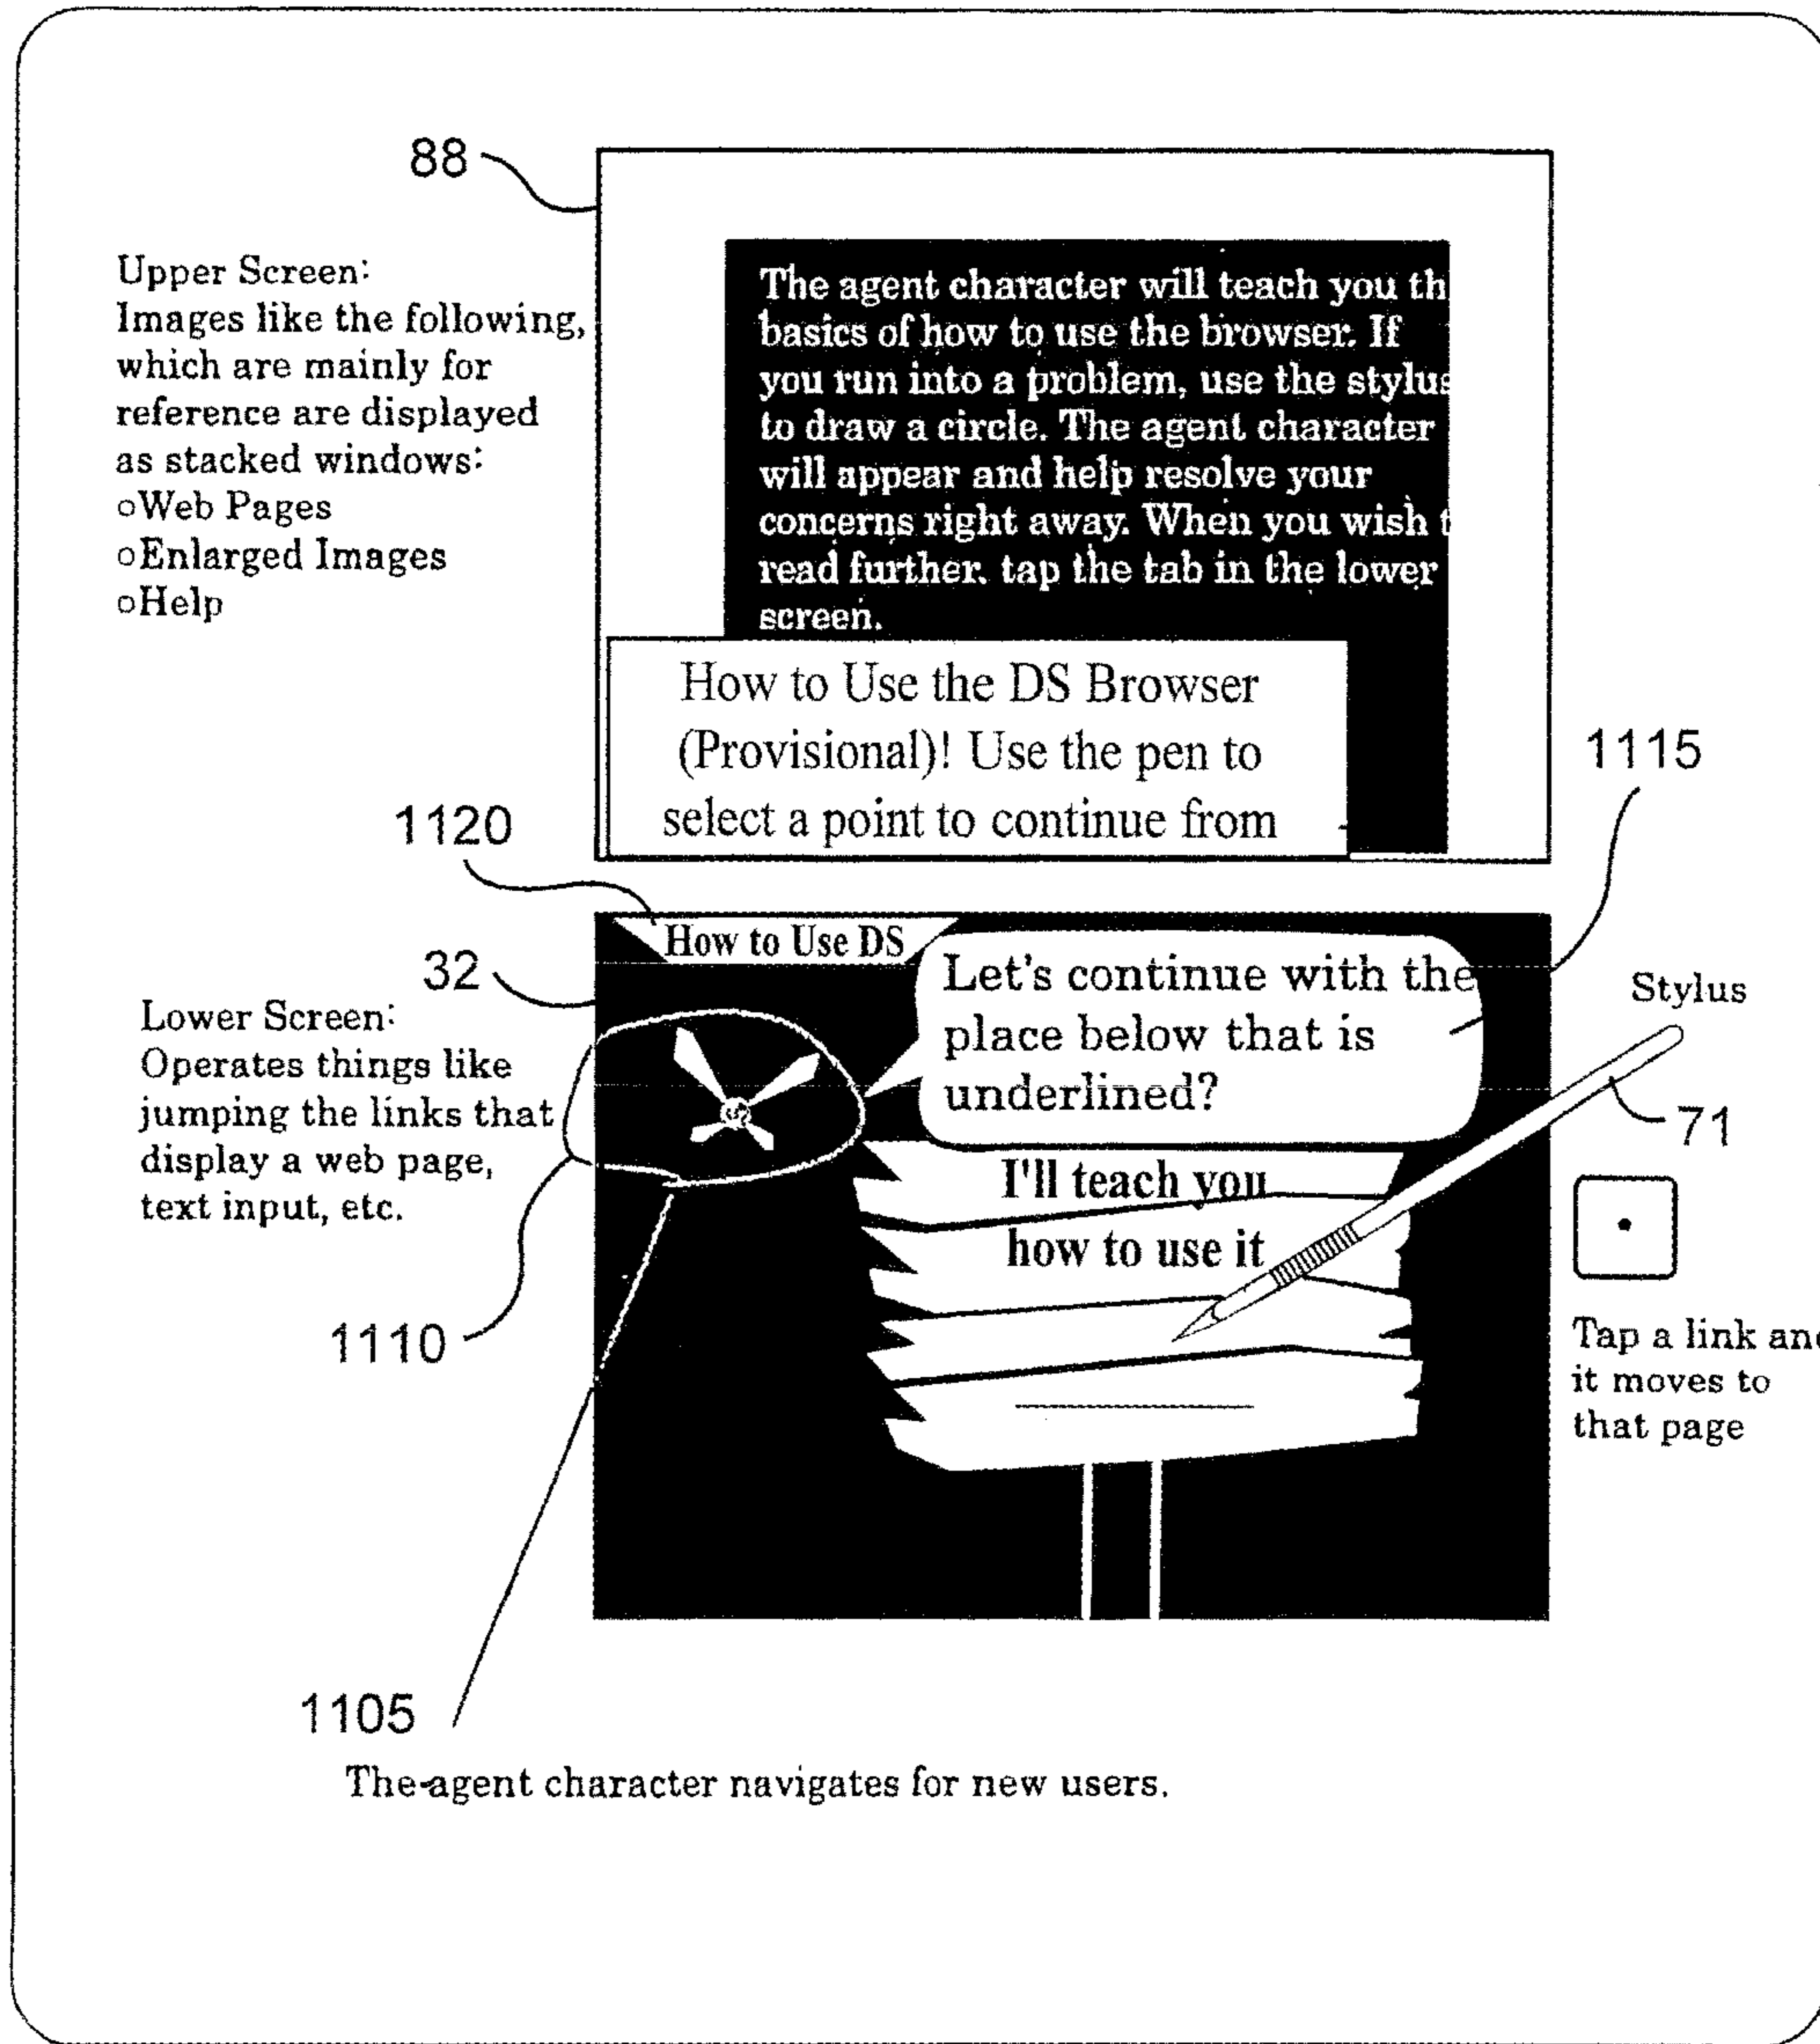 88
Upper Screen:
Images like the following,
which are mainly for
reference are displayed
as stacked windows:
oWeb Pages
oEnlarged Images
oHelp
The agent character will teach you th
basics of how to use the browser. If
you run into a problem, use the stylus
to draw a circle. The agent character
will appear and help resolve your
concerns right away. When you wish t
read further. tap the tab in the lower
screen.
How to Use the DS Browser
(Provisional)! Use the pen to
select a point to continue from
1115
1120
How to Use DS
32
Let's continue with the
place below that is
underlined?
Stylus
71
Lower Screen:
Operates things like
jumping the links that
display a web page,
text input, etc.
I'll teach you
how to use it
1110
Tap a link and
it moves to
that page
1105
The agent character navigates for new users.